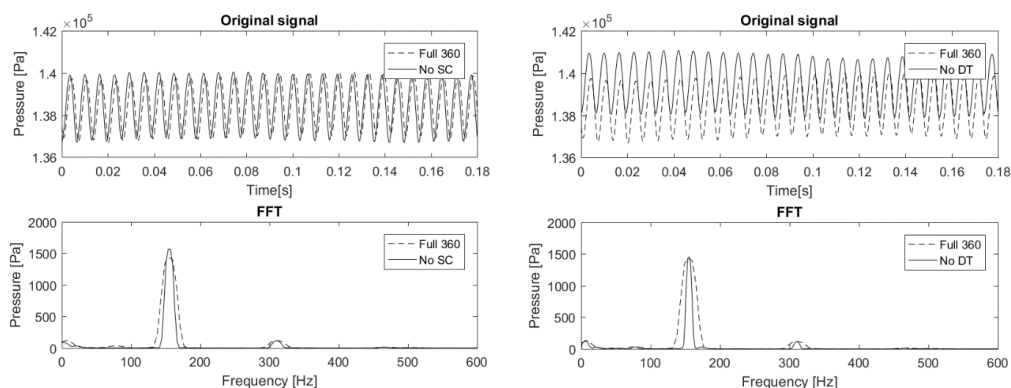 Original signal
×10⁵
1.42
1.4
1.38
1.36
Pressure [Pa]
Full 360
No SC
0 0.02 0.04 0.06 0.08 0.1 0.12 0.14 0.16 0.18
Time[s]
FFT
2000
1500
1000
500
0
Pressure [Pa]
Full 360
No SC
0 100 200 300 400 500 600
Frequency [Hz]
Original signal
×10⁵
1.42
1.4
1.38
1.36
Pressure [Pa]
Full 360
No DT
0 0.02 0.04 0.06 0.08 0.1 0.12 0.14 0.16 0.18
Time[s]
FFT
2000
1500
1000
500
0
Pressure [Pa]
Full 360
No DT
0 100 200 300 400 500 600
Frequency [Hz]